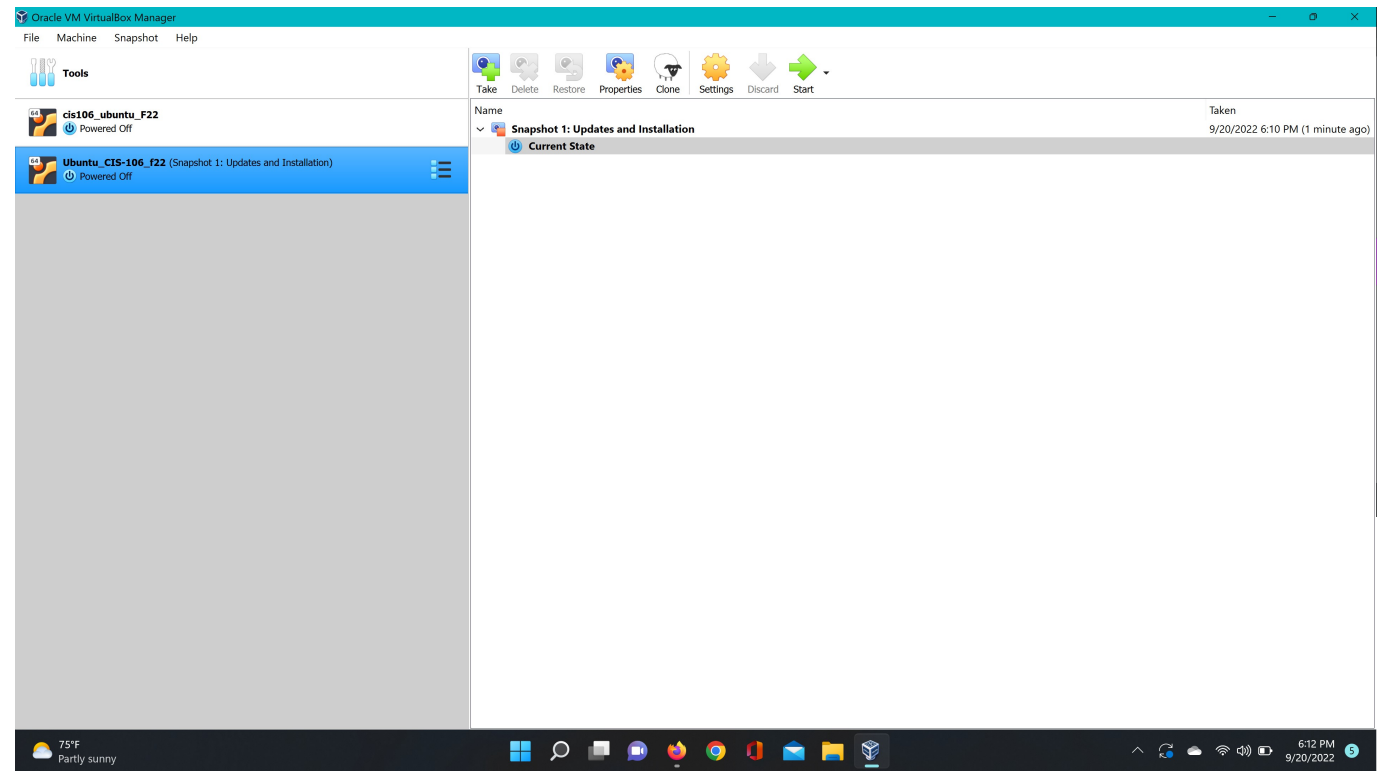 Oracle VM VirtualBox Manager
File Machine Snapshot Help
Tools
Take Delete Restore Properties Clone Settings Discard Start
64 cis106_ubuntu_F22
Powered Off
64 Ubuntu_CIS-106_f22 (Snapshot 1: Updates and Installation)
Powered Off
Name Taken
Snapshot 1: Updates and Installation 9/20/2022 6:10 PM (1 minute ago)
Current State
75°F
Partly sunny
6:12 PM
9/20/2022
5